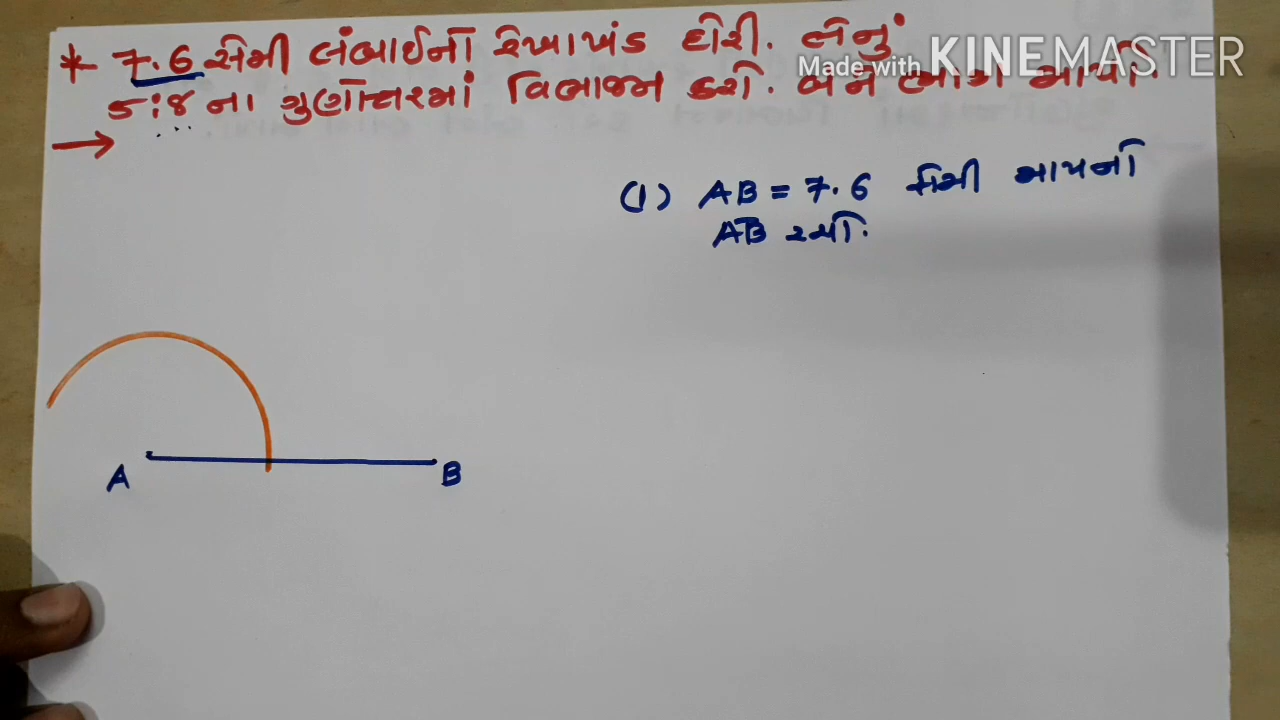 * 7.6 સેમી લંબાઈનો રેખાખંડ દોરી. તેનું
Made with KINEMASTER
5:8 ના ગુણોત્તરમાં વિભાજન કરો. બંને ભાગ માપો.
→
(1) AB = 7.6 સેમી માપનો
AB રચો.
A
B